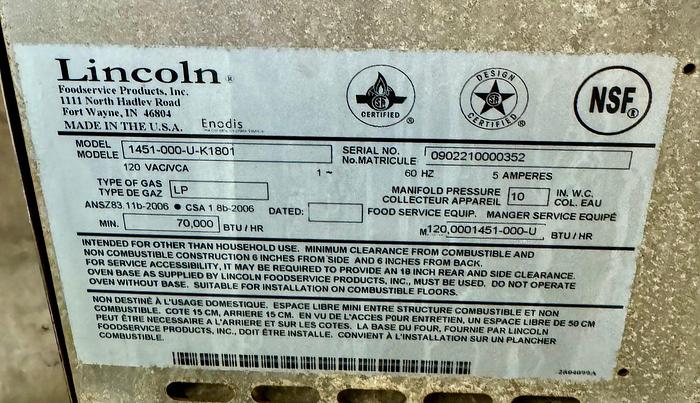 Lincoln®
Foodservice Products, Inc.
1111 North Hadley Road
Fort Wayne, IN 46804
MADE IN THE U.S.A.
Enodis
CERTIFIED ®
DESIGN CERTIFIED ®
NSF®
MODEL
MODELE 1451-000-U-K1801
SERIAL NO.
No.MATRICULE 0902210000352
120 VAC/VCA 1 ~ 60 HZ 5 AMPERES
TYPE OF GAS
TYPE DE GAZ LP
MANIFOLD PRESSURE
COLLECTEUR APPAREIL 10 IN. W.C.
COL. EAU
ANSZ83.11b-2006 ● CSA 1.8b-2006 DATED: FOOD SERVICE EQUIP. MANGER SERVICE EQUIPÉ
MIN. 70,000 BTU / HR M120,0001451-000-U BTU / HR
INTENDED FOR OTHER THAN HOUSEHOLD USE. MINIMUM CLEARANCE FROM COMBUSTIBLE AND
NON COMBUSTIBLE CONSTRUCTION 6 INCHES FROM SIDE AND 6 INCHES FROM BACK.
FOR SERVICE ACCESSIBILITY, IT MAY BE REQUIRED TO PROVIDE AN 18 INCH REAR AND SIDE CLEARANCE.
OVEN BASE AS SUPPLIED BY LINCOLN FOODSERVICE PRODUCTS, INC., MUST BE USED. DO NOT OPERATE
OVEN WITHOUT BASE. SUITABLE FOR INSTALLATION ON COMBUSTIBLE FLOORS.
NON DESTINÉ À L'USAGE DOMESTIQUE. ESPACE LIBRE MINI ENTRE STRUCTURE COMBUSTIBLE ET NON
COMBUSTIBLE. COTE 15 CM, ARRIERE 15 CM. EN VU DE L'ACCES POUR ENTRETIEN, UN ESPACE LIBRE DE 50 CM
PEUT ÊTRE NECESSAIRE A L'ARRIERE ET SUR LES COTES. LA BASE DU FOUR, FOURNIE PAR LINCOLN
FOODSERVICE PRODUCTS, INC., DOIT ÊTRE INSTALLE. CONVIENT À L'INSTALLATION SUR UN PLANCHER
COMBUSTIBLE.
2804099A